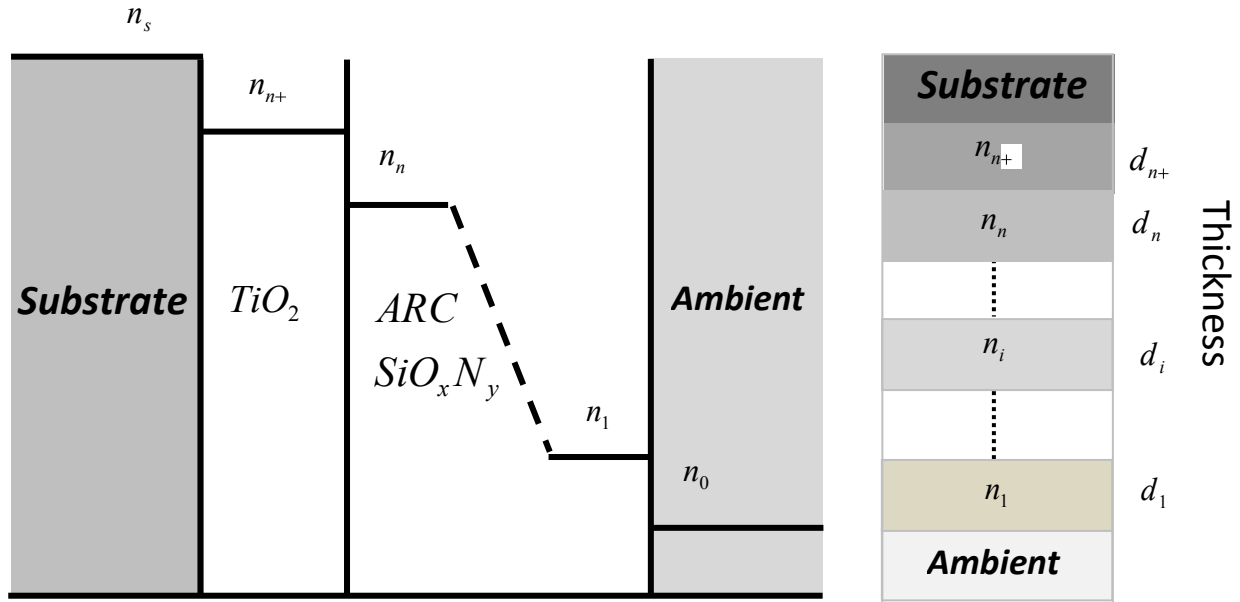 n_s
n_{n+}
n_n
Substrate
TiO_2
ARC
SiO_xN_y
n_1
Ambient
n_0
Substrate
n_{n+}
d_{n+}
n_n
d_n
n_i
d_i
n_1
d_1
Ambient
Thickness